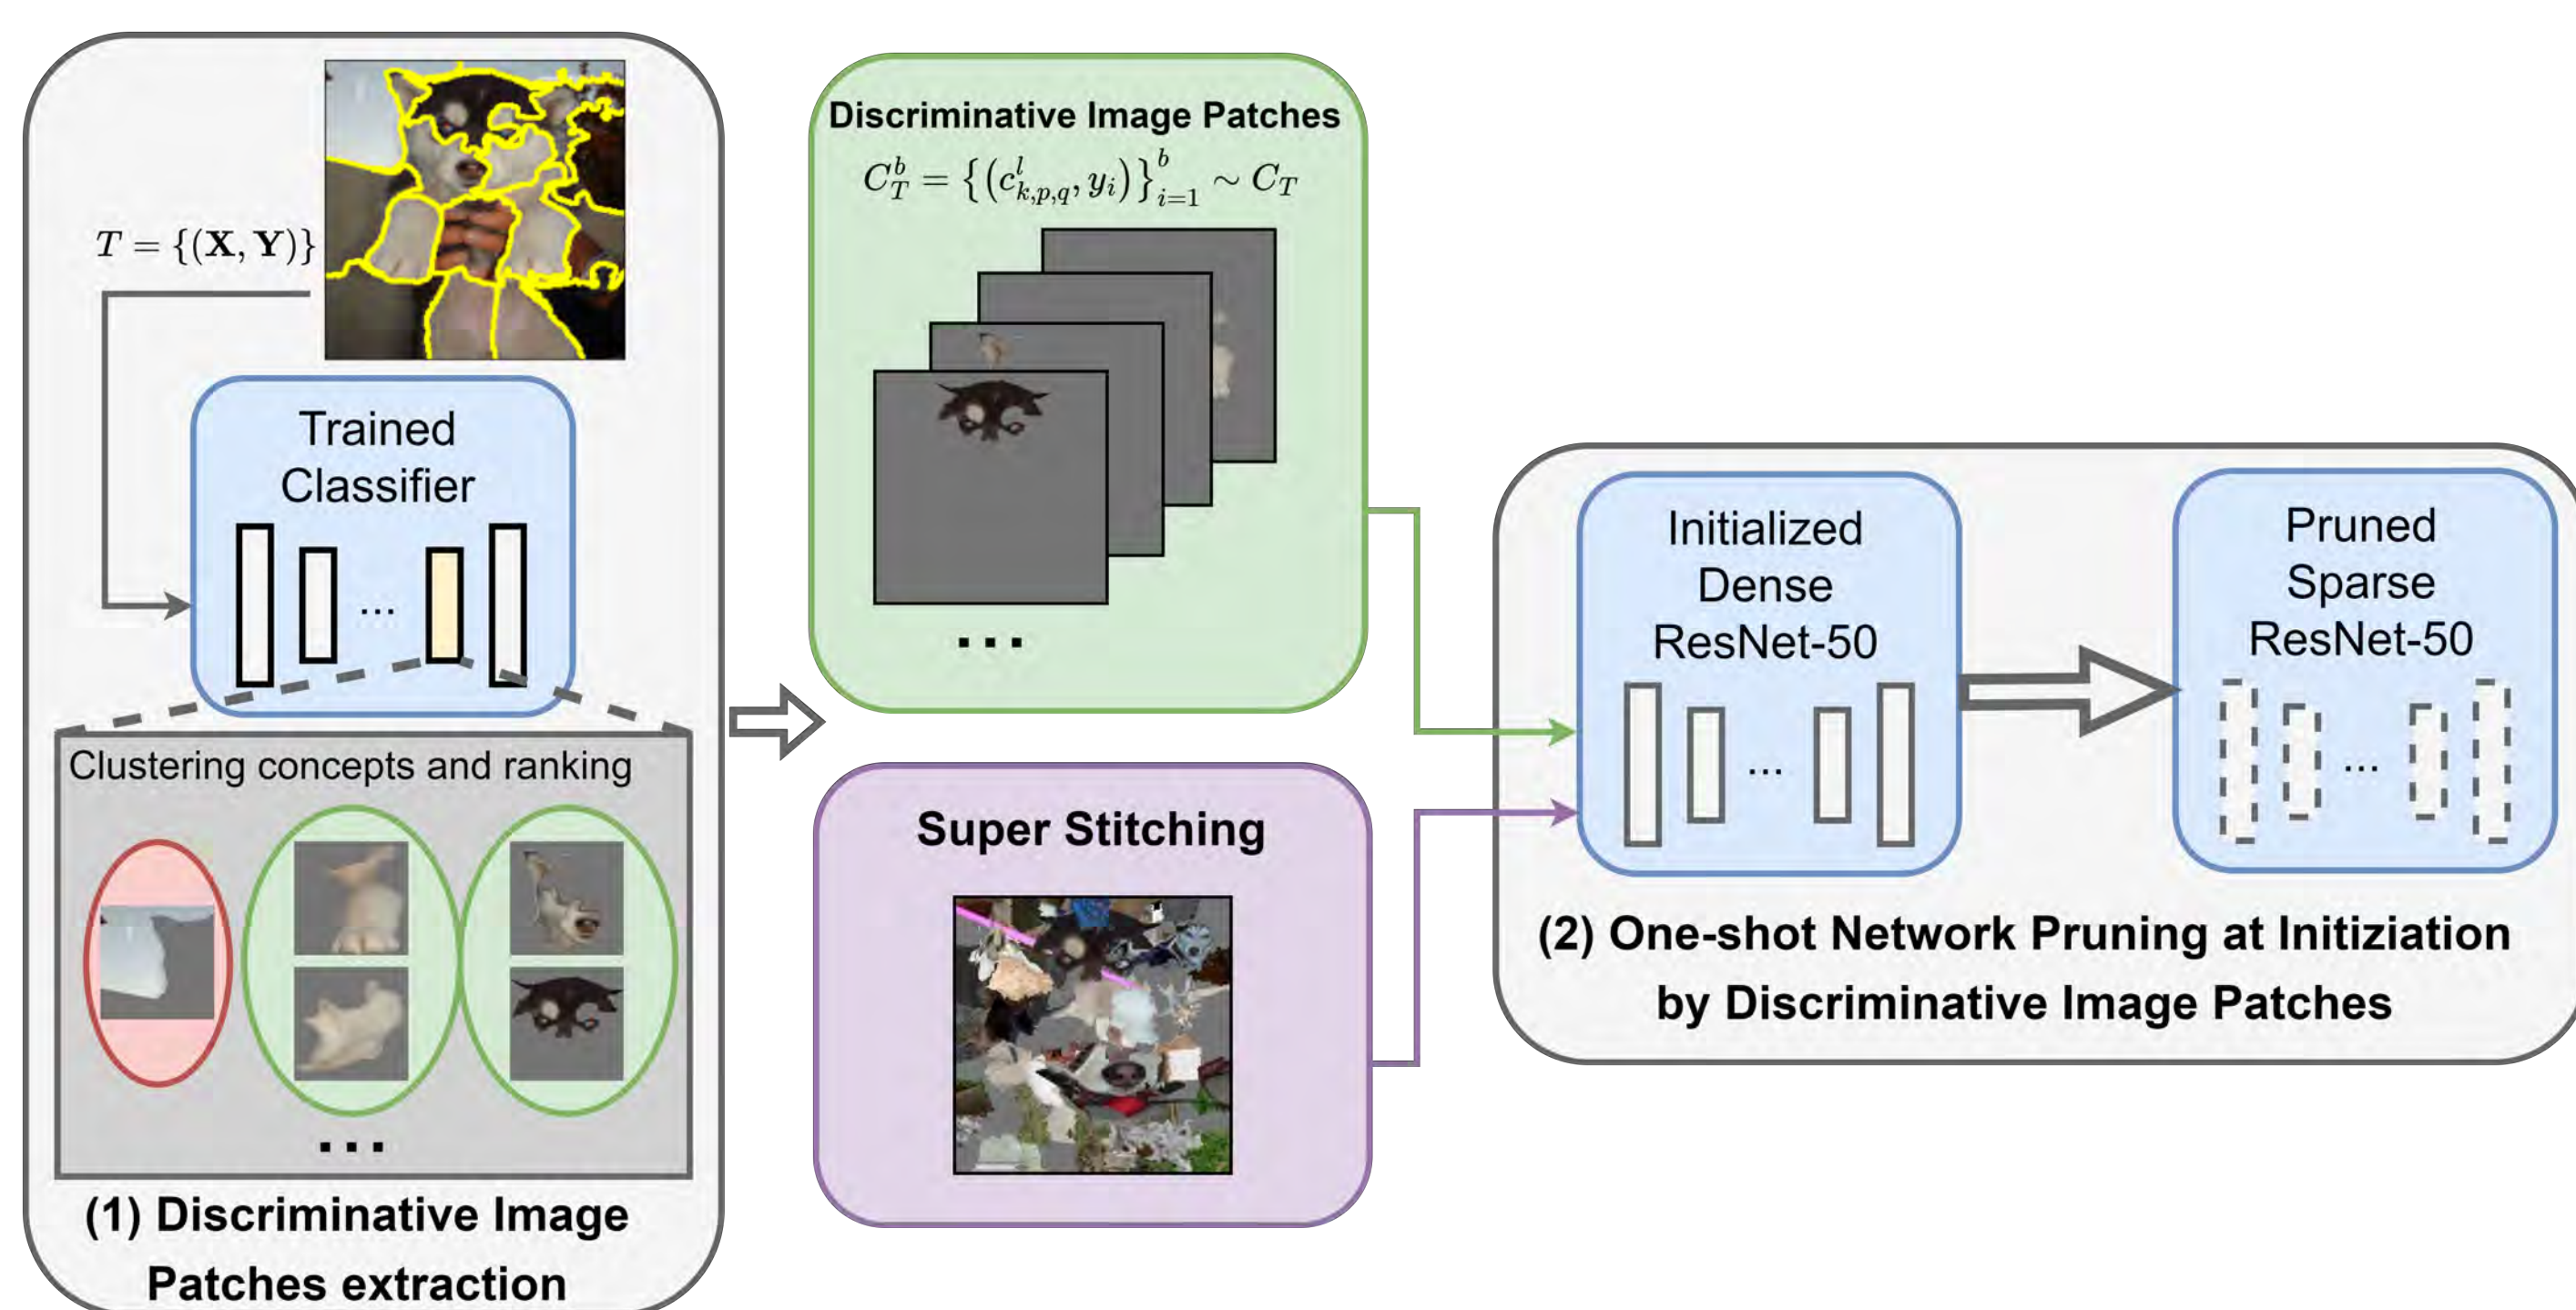 T = {(X, Y)}
Trained
Classifier
...
Clustering concepts and ranking
...
(1) Discriminative Image
Patches extraction
Discriminative Image Patches
C_T^b = {(c_{k,p,q}^l, y_i)}_{i=1}^b ~ C_T
...
Super Stitching
Initialized
Dense
ResNet-50
...
Pruned
Sparse
ResNet-50
...
(2) One-shot Network Pruning at Initiziation
by Discriminative Image Patches